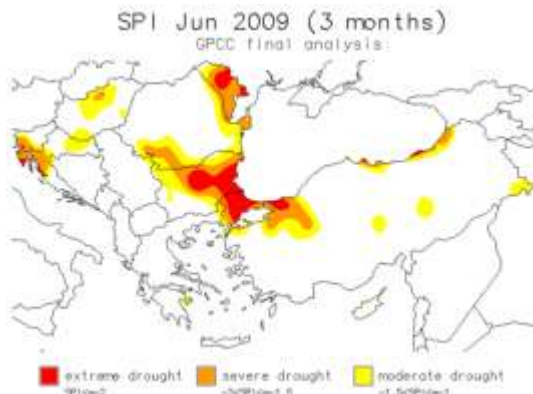 SPI Jun 2009 (3 months)
GPCC final analysis
extreme drought severe drought moderate drought